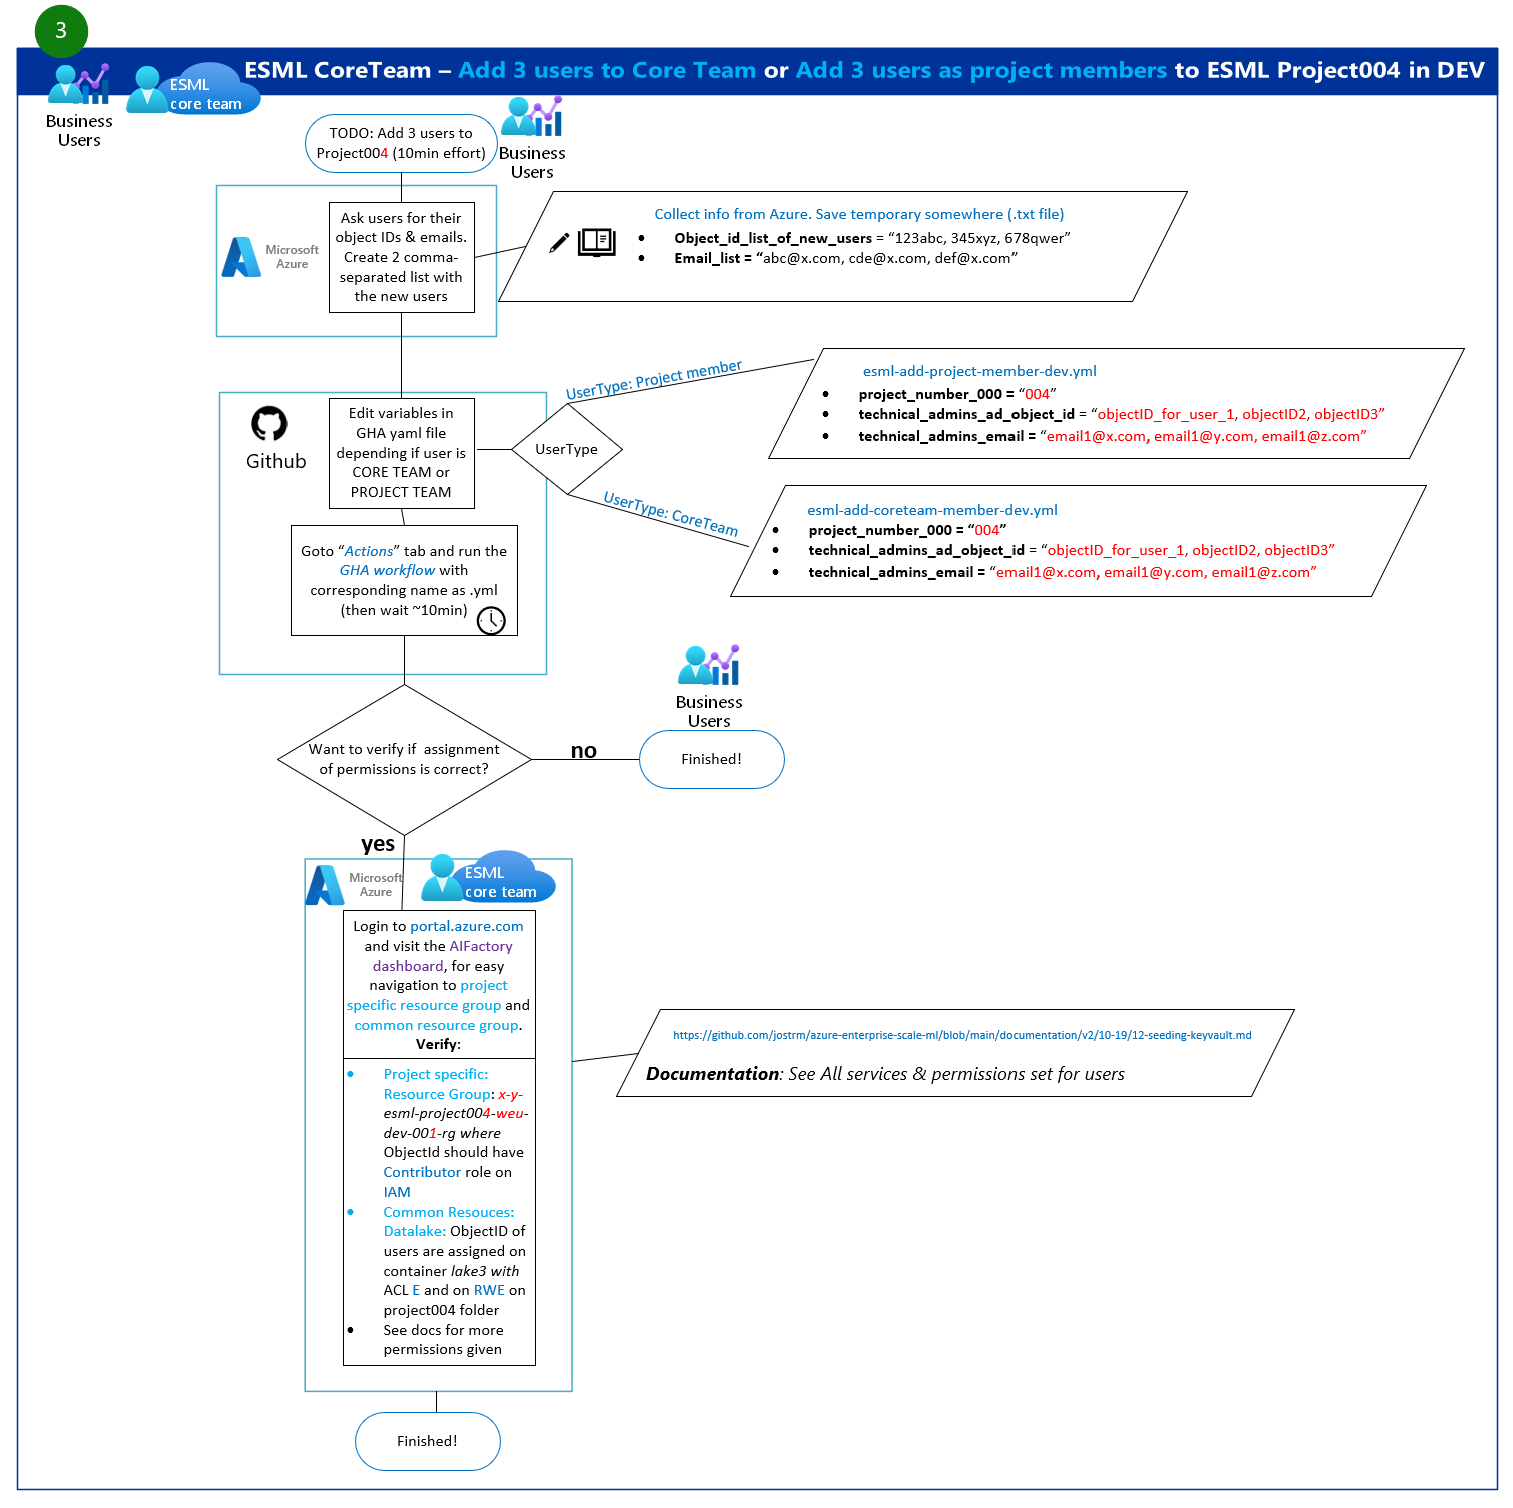 3
ESML CoreTeam – Add 3 users to Core Team or Add 3 users as project members to ESML Project004 in DEV
ESML
core team
Business
Users
TODO: Add 3 users to
Project004 (10min effort)
Business
Users
Microsoft
Azure
Ask users for their
object IDs & emails.
Create 2 comma-
separated list with
the new users
Collect info from Azure. Save temporary somewhere (.txt file)
• Object_id_list_of_new_users = “123abc, 345xyz, 678qwer”
• Email_list = “abc@x.com, cde@x.com, def@x.com”
Github
Edit variables in
GHA yaml file
depending if user is
CORE TEAM or
PROJECT TEAM
UserType
UserType: Project member
esml-add-project-member-dev.yml
• project_number_000 = “004”
• technical_admins_ad_object_id = “objectID_for_user_1, objectID2, objectID3”
• technical_admins_email = “email1@x.com, email1@y.com, email1@z.com”
UserType: CoreTeam
esml-add-coreteam-member-dev.yml
• project_number_000 = “004”
• technical_admins_ad_object_id = “objectID_for_user_1, objectID2, objectID3”
• technical_admins_email = “email1@x.com, email1@y.com, email1@z.com”
Goto “Actions” tab and run the
GHA workflow with
corresponding name as .yml
(then wait ~10min)
Want to verify if assignment
of permissions is correct?
no
Business
Users
Finished!
yes
Microsoft
Azure
ESML
core team
Login to portal.azure.com
and visit the AIFactory
dashboard, for easy
navigation to project
specific resource group and
common resource group.
Verify:
• Project specific:
Resource Group: x-y-
esml-project004-weu-
dev-001-rg where
ObjectId should have
Contributor role on
IAM
• Common Resouces:
Datalake: ObjectID of
users are assigned on
container lake3 with
ACL E and on RWE on
project004 folder
• See docs for more
permissions given
https://github.com/jostrm/azure-enterprise-scale-ml/blob/main/documentation/v2/10-19/12-seeding-keyvault.md
Documentation: See All services & permissions set for users
Finished!